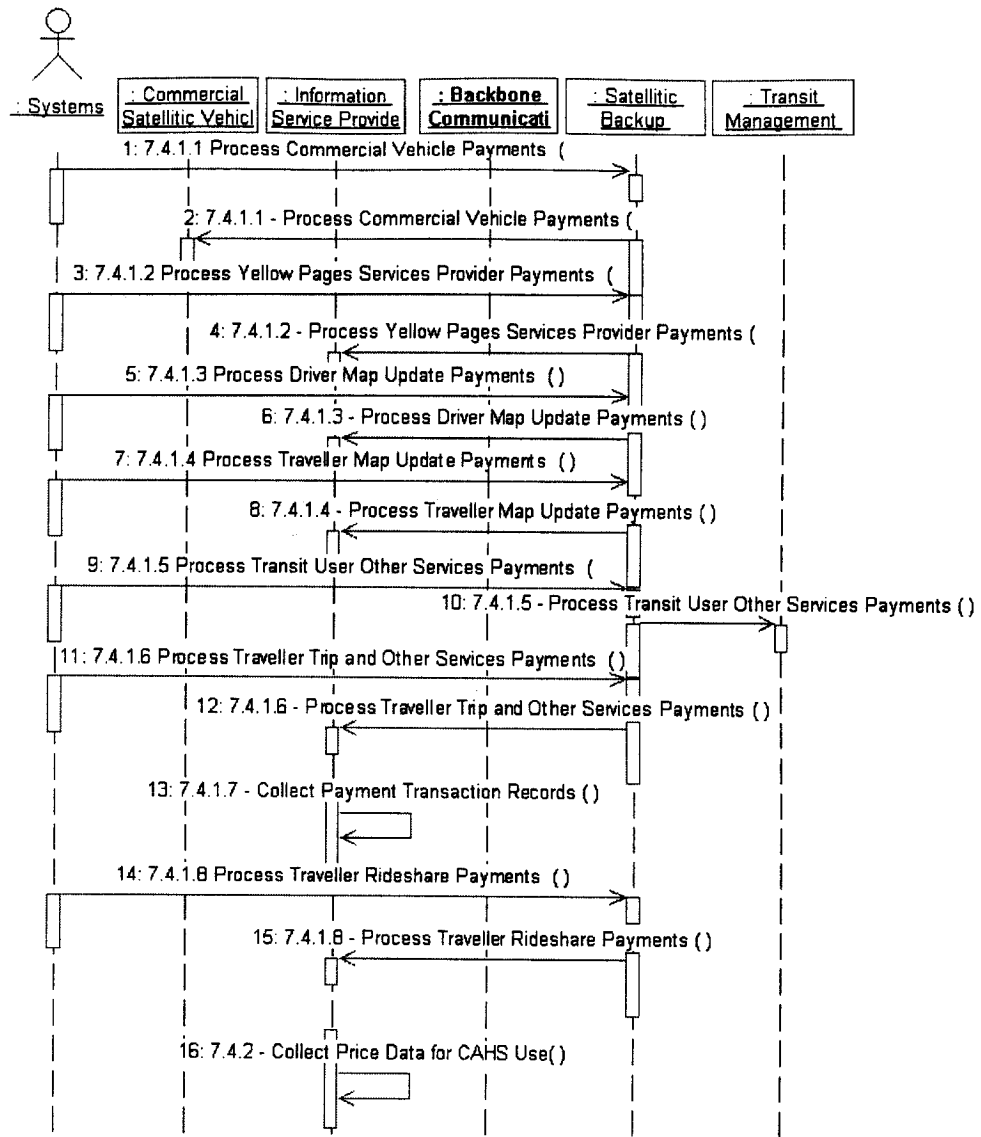 : Systems
: Commercial
Satellitic Vehicl
: Information
Service Provide
: Backbone
Communicati
: Satellitic
Backup
: Transit
Management
1: 7.4.1.1 Process Commercial Vehicle Payments (
2: 7.4.1.1 - Process Commercial Vehicle Payments (
3: 7.4.1.2 Process Yellow Pages Services Provider Payments (
4: 7.4.1.2 - Process Yellow Pages Services Provider Payments (
5: 7.4.1.3 Process Driver Map Update Payments ()
6: 7.4.1.3 - Process Driver Map Update Payments ()
7: 7.4.1.4 Process Traveller Map Update Payments ()
8: 7.4.1.4 - Process Traveller Map Update Payments ()
9: 7.4.1.5 Process Transit User Other Services Payments (
10: 7.4.1.5 - Process Transit User Other Services Payments ()
11: 7.4.1.6 Process Traveller Trip and Other Services Payments ()
12: 7.4.1.6 - Process Traveller Trip and Other Services Payments ()
13: 7.4.1.7 - Collect Payment Transaction Records ()
14: 7.4.1.8 Process Traveller Rideshare Payments ()
15: 7.4.1.8 - Process Traveller Rideshare Payments ()
16: 7.4.2 - Collect Price Data for CAHS Use()